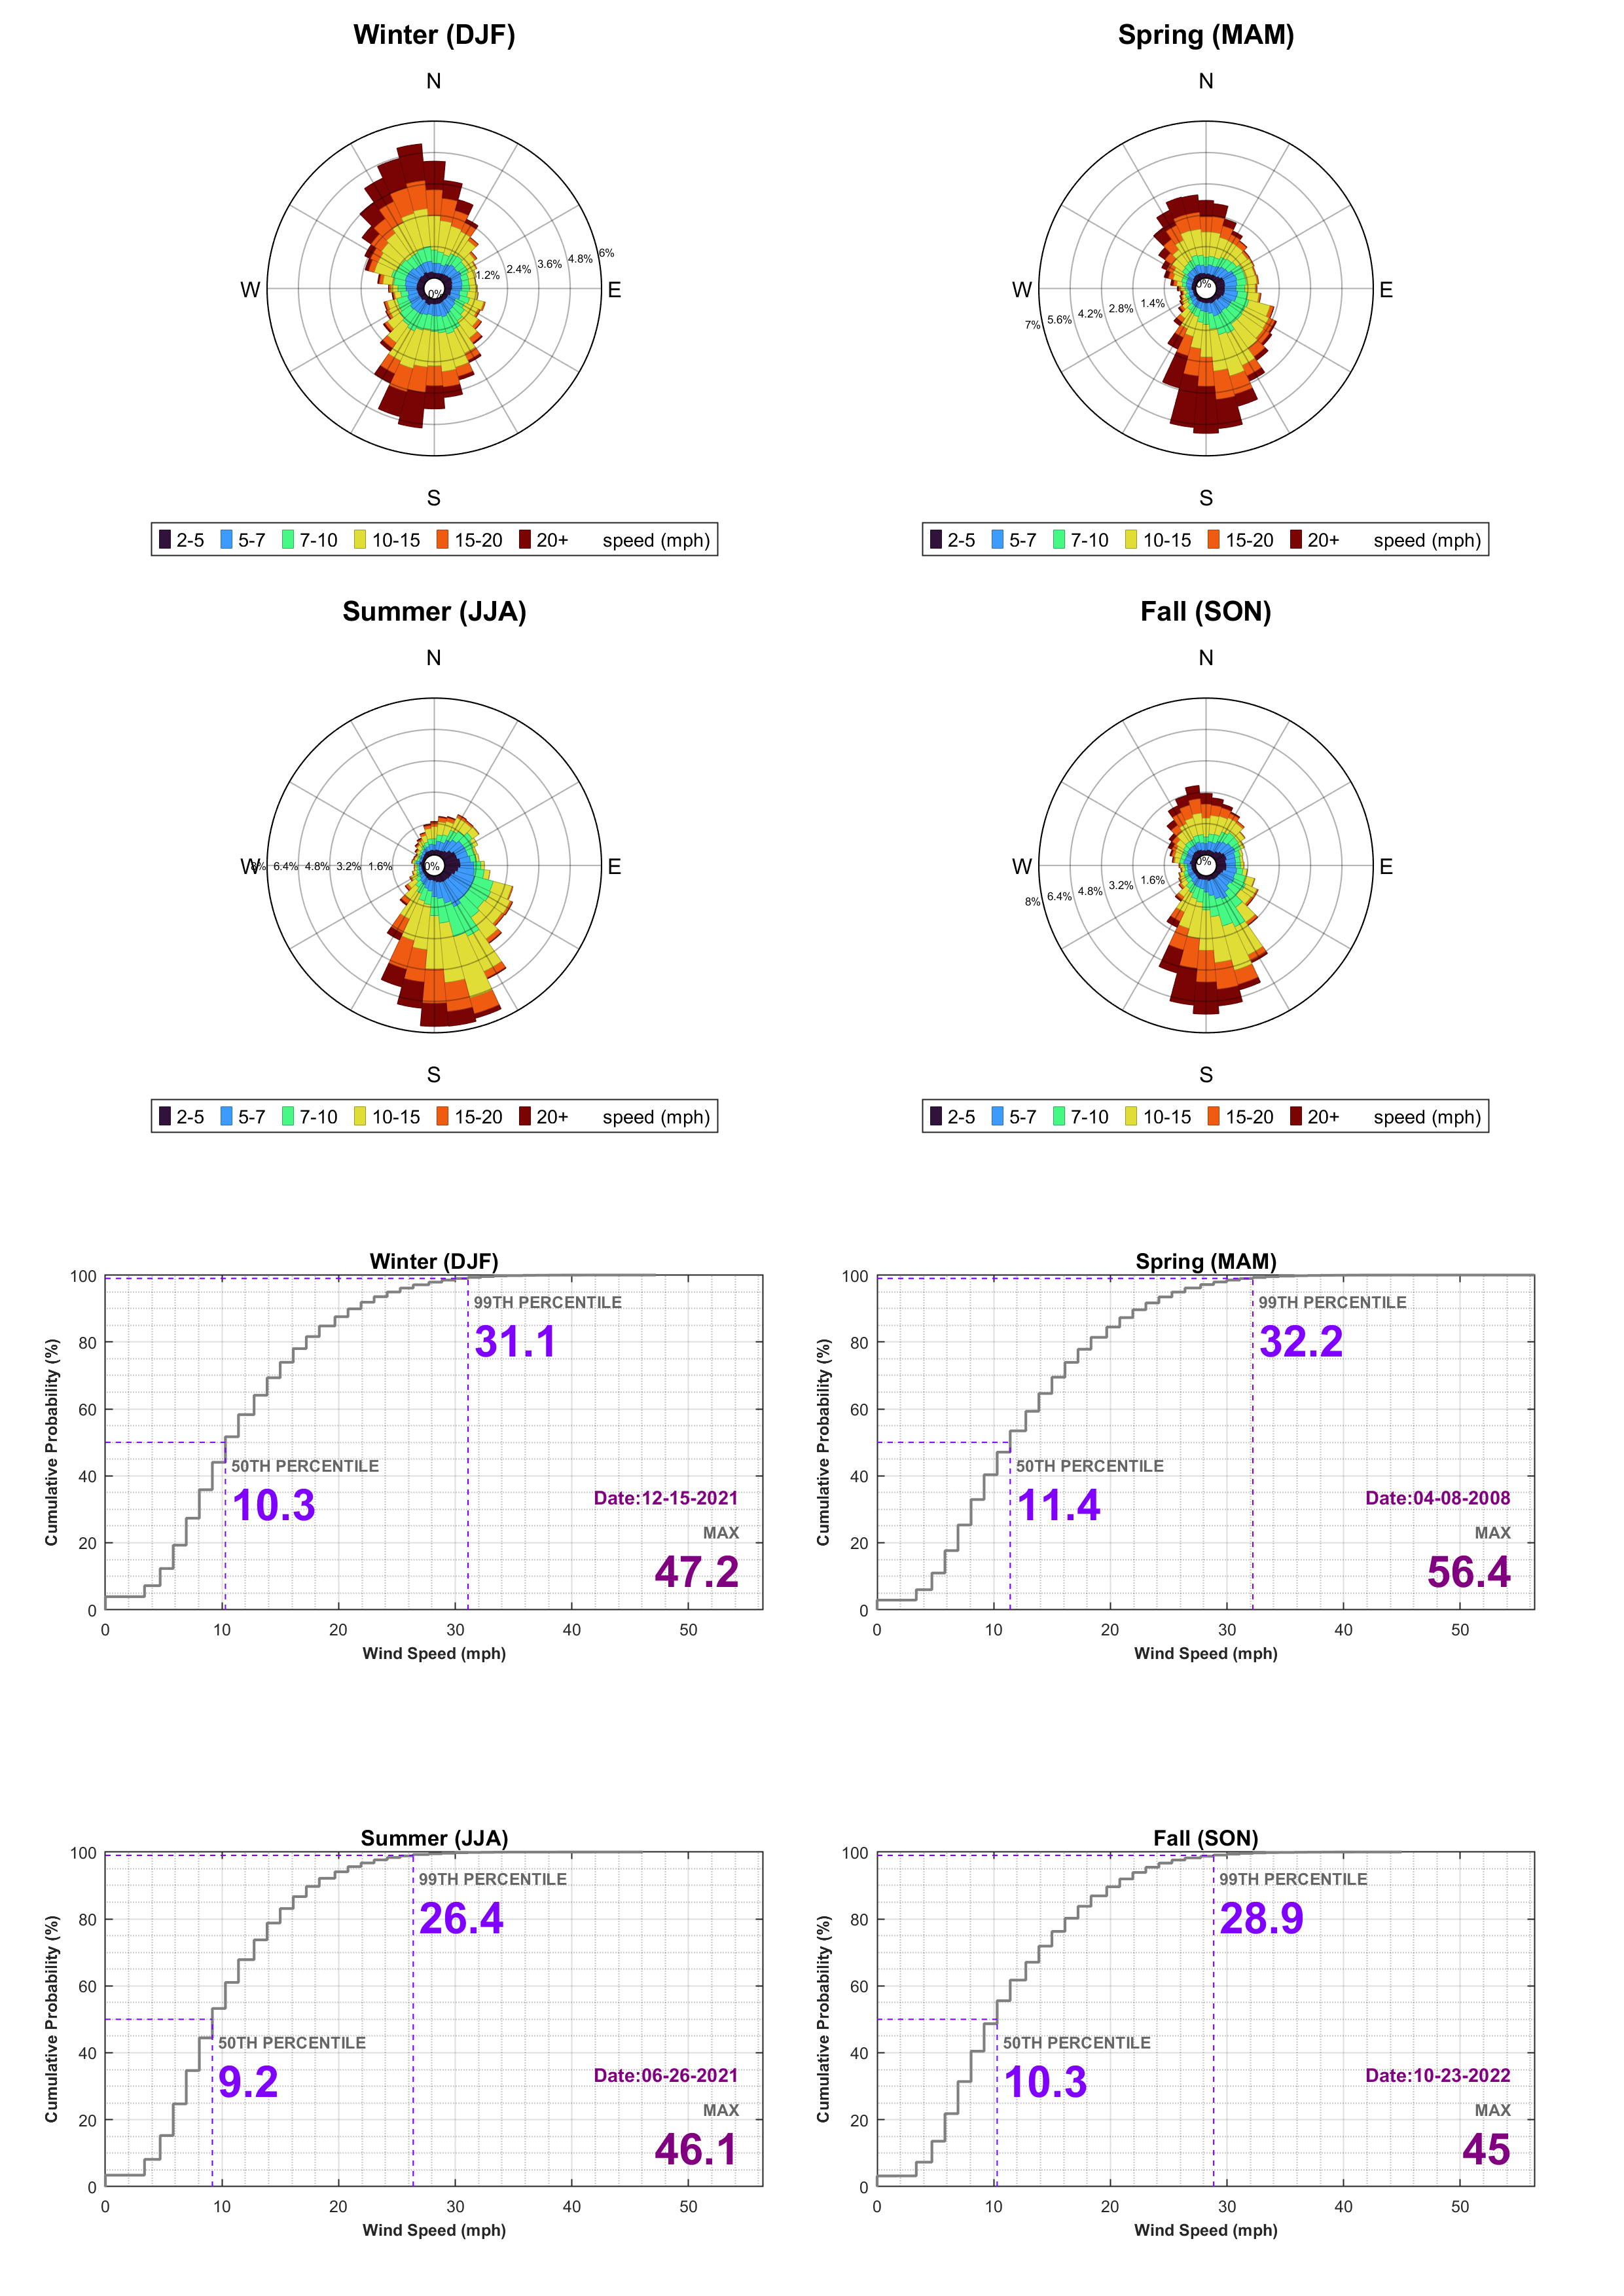 Winter (DJF)
N
W
E
S
0%
1.2%
2.4%
3.6%
4.8%
6%
2-5 5-7 7-10 10-15 15-20 20+ speed (mph)
Spring (MAM)
N
W
E
S
0%
1.4%
2.8%
4.2%
5.6%
7%
2-5 5-7 7-10 10-15 15-20 20+ speed (mph)
Summer (JJA)
N
W
E
S
0%
1.6%
3.2%
4.8%
6.4%
8%
2-5 5-7 7-10 10-15 15-20 20+ speed (mph)
Fall (SON)
N
W
E
S
0%
1.6%
3.2%
4.8%
6.4%
8%
2-5 5-7 7-10 10-15 15-20 20+ speed (mph)
Winter (DJF)
Cumulative Probability (%)
100
80
60
40
20
0
99TH PERCENTILE
31.1
50TH PERCENTILE
10.3
Date:12-15-2021
MAX
47.2
0 10 20 30 40 50
Wind Speed (mph)
Spring (MAM)
Cumulative Probability (%)
100
80
60
40
20
0
99TH PERCENTILE
32.2
50TH PERCENTILE
11.4
Date:04-08-2008
MAX
56.4
0 10 20 30 40 50
Wind Speed (mph)
Summer (JJA)
Cumulative Probability (%)
100
80
60
40
20
0
99TH PERCENTILE
26.4
50TH PERCENTILE
9.2
Date:06-26-2021
MAX
46.1
0 10 20 30 40 50
Wind Speed (mph)
Fall (SON)
Cumulative Probability (%)
100
80
60
40
20
0
99TH PERCENTILE
28.9
50TH PERCENTILE
10.3
Date:10-23-2022
MAX
45
0 10 20 30 40 50
Wind Speed (mph)